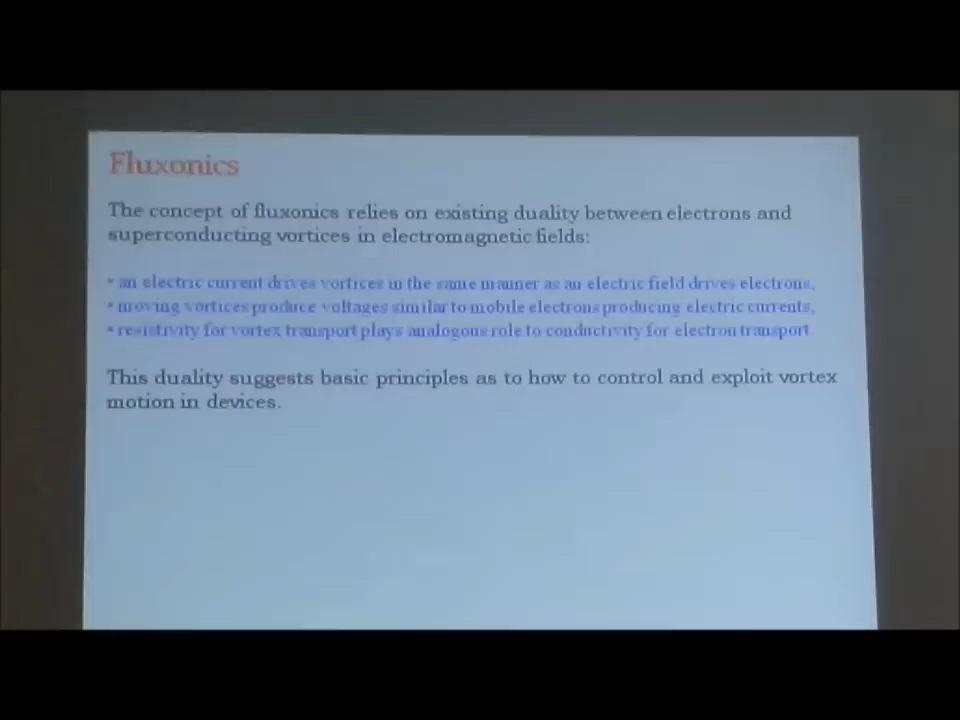 Fluxonics
The concept of fluxonics relies on existing duality between electrons and
superconducting vortices in electromagnetic fields:
• an electric current drives vortices in the same manner as an electric field drives electrons,
• moving vortices produce voltages similar to mobile electrons producing electric currents,
• resistivity for vortex transport plays analogous role to conductivity for electron transport
This duality suggests basic principles as to how to control and exploit vortex
motion in devices.